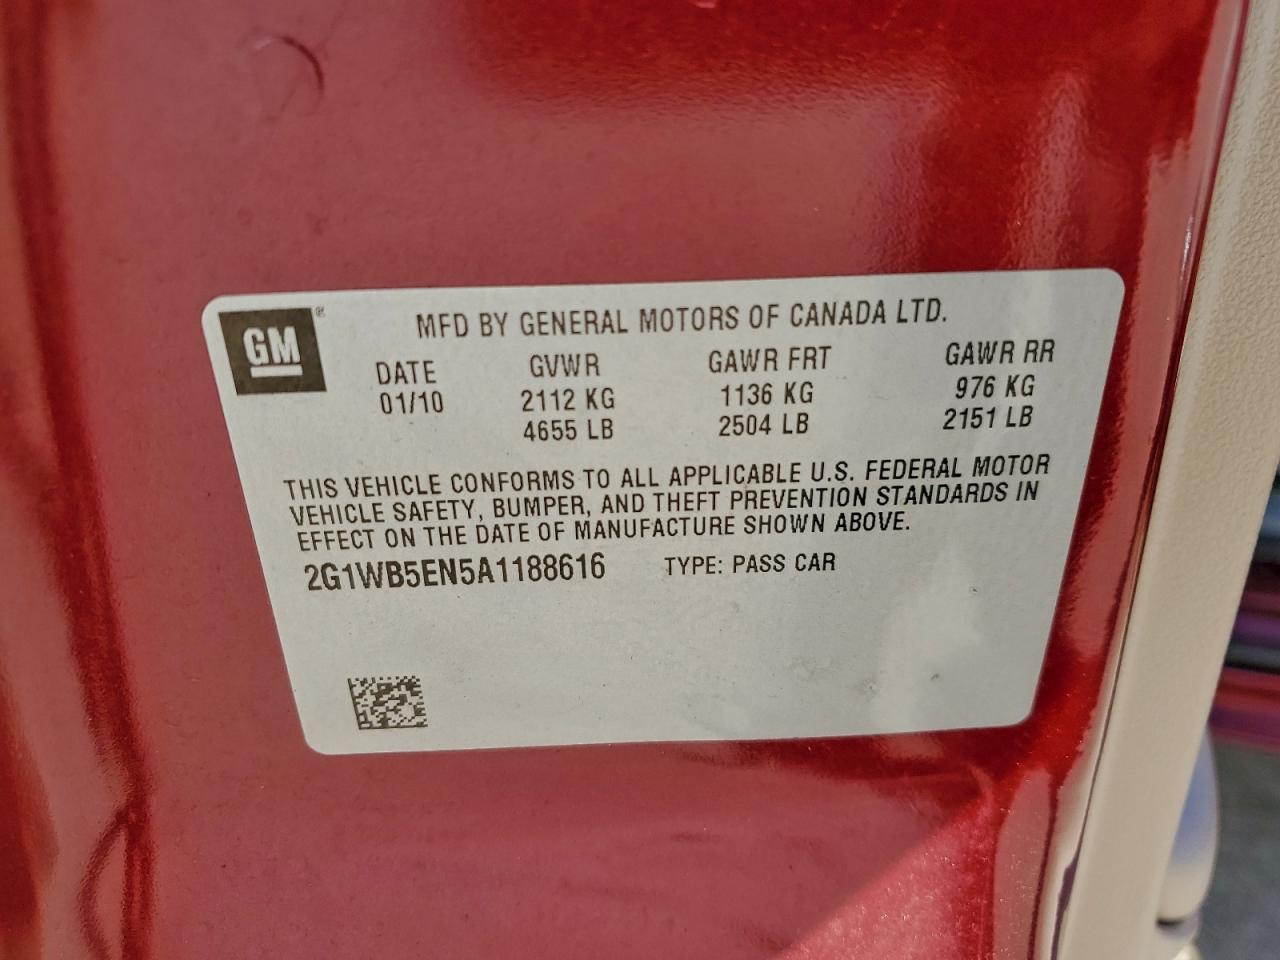 GM®
MFD BY GENERAL MOTORS OF CANADA LTD.
DATE GVWR GAWR FRT GAWR RR
01/10 2112 KG 1136 KG 976 KG
4655 LB 2504 LB 2151 LB
THIS VEHICLE CONFORMS TO ALL APPLICABLE U.S. FEDERAL MOTOR
VEHICLE SAFETY, BUMPER, AND THEFT PREVENTION STANDARDS IN
EFFECT ON THE DATE OF MANUFACTURE SHOWN ABOVE.
2G1WB5EN5A1188616 TYPE: PASS CAR